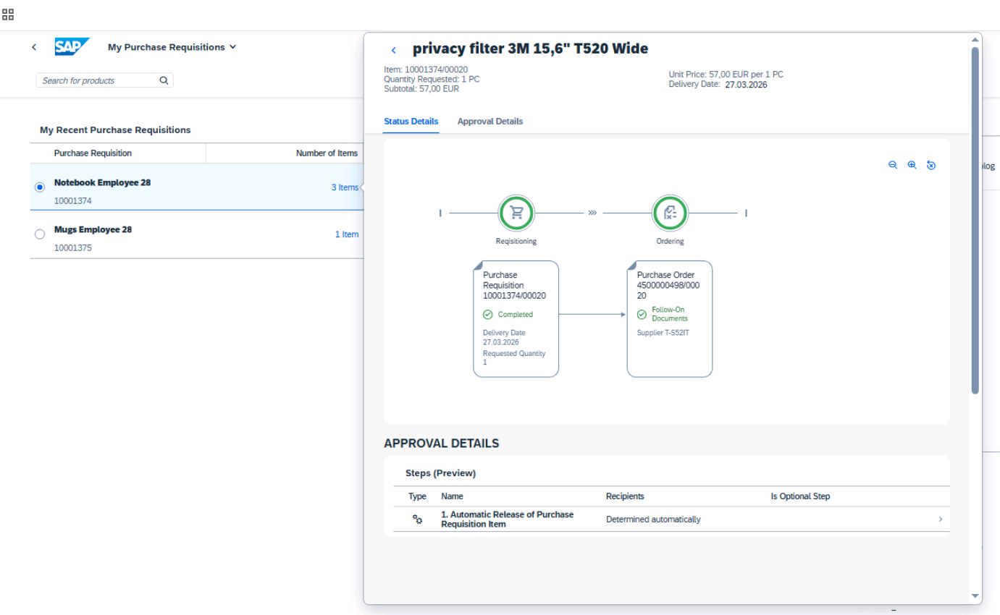 SAP
My Purchase Requisitions
Search for products
My Recent Purchase Requisitions
Purchase Requisition
Number of Items
Notebook Employee 28
10001374
3 Items
Mugs Employee 28
10001375
1 Item
privacy filter 3M 15,6" T520 Wide
Item: 10001374/00020
Quantity Requested: 1 PC
Subtotal: 57,00 EUR
Unit Price: 57,00 EUR per 1 PC
Delivery Date: 27.03.2026
Status Details
Approval Details
log
Reqisitioning
Ordering
Purchase
Requisition
10001374/00020
Completed
Delivery Date
27.03.2026
Requested Quantity
1
Purchase Order
4500000498/000
20
Follow-On
Documents
Supplier T-S52IT
APPROVAL DETAILS
Steps (Preview)
Type
Name
Recipients
Is Optional Step
1. Automatic Release of Purchase
Requisition Item
Determined automatically